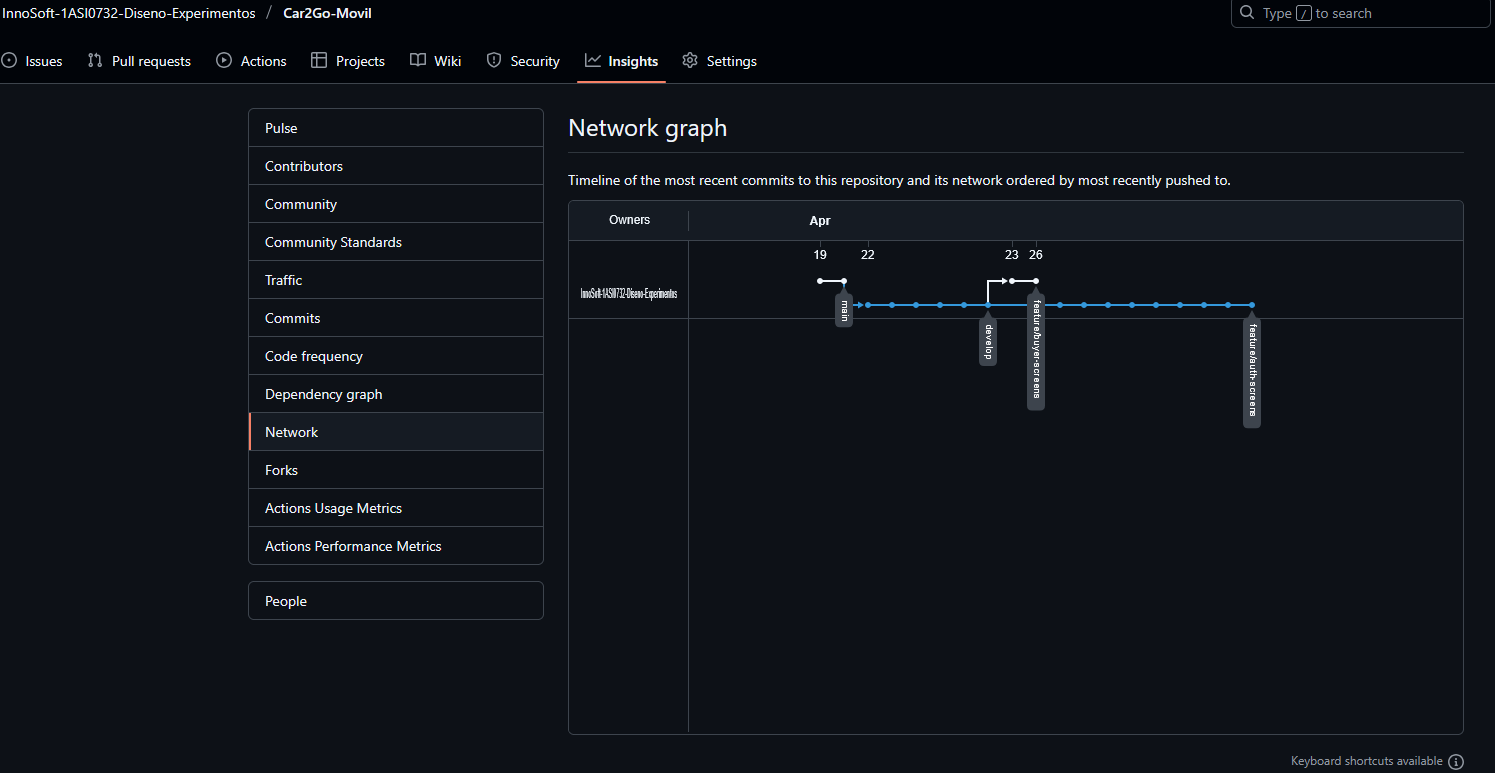 InnoSoft-1ASI0732-Diseno-Experimentos / Car2Go-Movil
Type / to search
Issues Pull requests Actions Projects Wiki Security Insights Settings
Pulse
Contributors
Community
Community Standards
Traffic
Commits
Code frequency
Dependency graph
Network
Forks
Actions Usage Metrics
Actions Performance Metrics
People
Network graph
Timeline of the most recent commits to this repository and its network ordered by most recently pushed to.
Owners Apr
19 22 23 26
InnoSoft-1ASI0732-Diseno-Experimentos
main
develop
feature/buyer-screens
feature/auth-screens
Keyboard shortcuts available